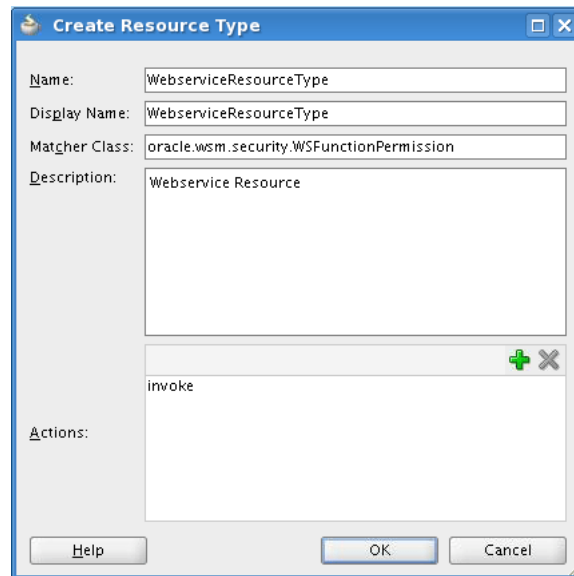 Create Resource Type
Name: WebserviceResourceType
Display Name: WebserviceResourceType
Matcher Class: oracle.wsm.security.WSFunctionPermission
Description: Webservice Resource
invoke
Actions:
Help OK Cancel